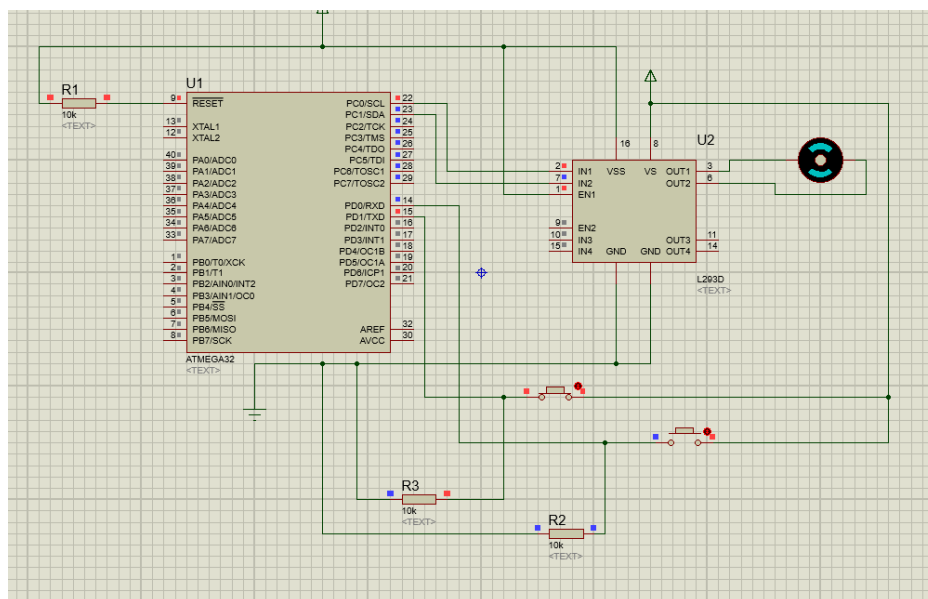 R1
10k
<TEXT>
U1
9
RESET
13
XTAL1
12
XTAL2
40
PA0/ADC0
39
PA1/ADC1
38
PA2/ADC2
37
PA3/ADC3
36
PA4/ADC4
35
PA5/ADC5
34
PA6/ADC6
33
PA7/ADC7
1
PB0/T0/XCK
2
PB1/T1
3
PB2/AIN0/INT2
4
PB3/AIN1/OC0
5
PB4/SS
6
PB5/MOSI
7
PB6/MISO
8
PB7/SCK
PC0/SCL
22
PC1/SDA
23
PC2/TCK
24
PC3/TMS
25
PC4/TDO
26
PC5/TDI
27
PC6/TOSC1
28
PC7/TOSC2
29
PD0/RXD
14
PD1/TXD
15
PD2/INT0
16
PD3/INT1
17
PD4/OC1B
18
PD5/OC1A
19
PD6/ICP1
20
PD7/OC2
21
AREF
32
AVCC
30
ATMEGA32
<TEXT>
U2
16
8
2
IN1
VSS
VS
OUT1
3
7
IN2
OUT2
6
1
EN1
9
EN2
10
IN3
OUT3
11
15
IN4
GND
GND
OUT4
14
L293D
<TEXT>
R3
10k
<TEXT>
R2
10k
<TEXT>